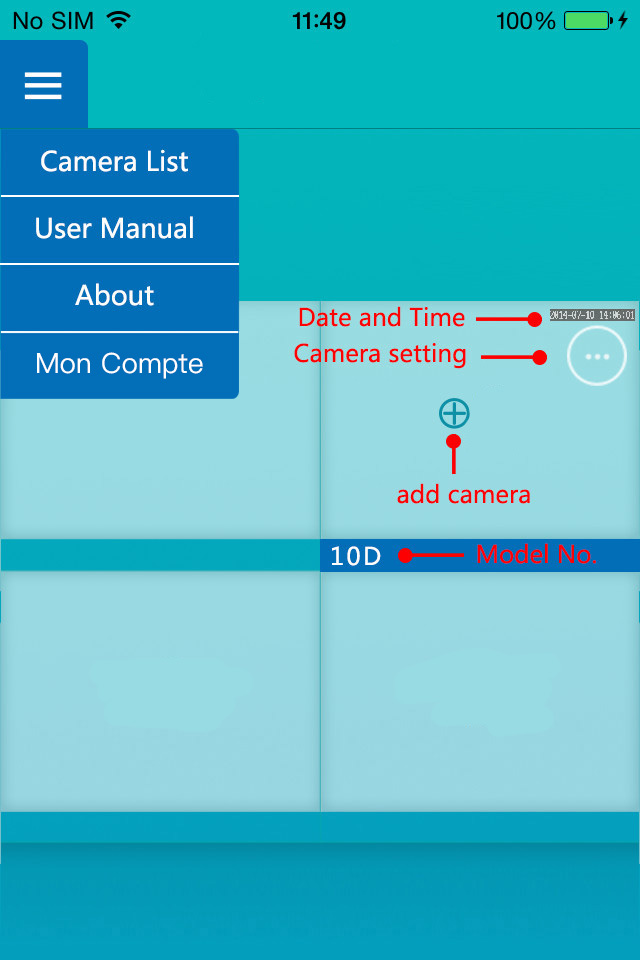 No SIM 11:49 100%
Camera List
User Manual
About
Mon Compte
Date and Time
2014-07-10 14:06:01
Camera setting
add camera
10D Model No.